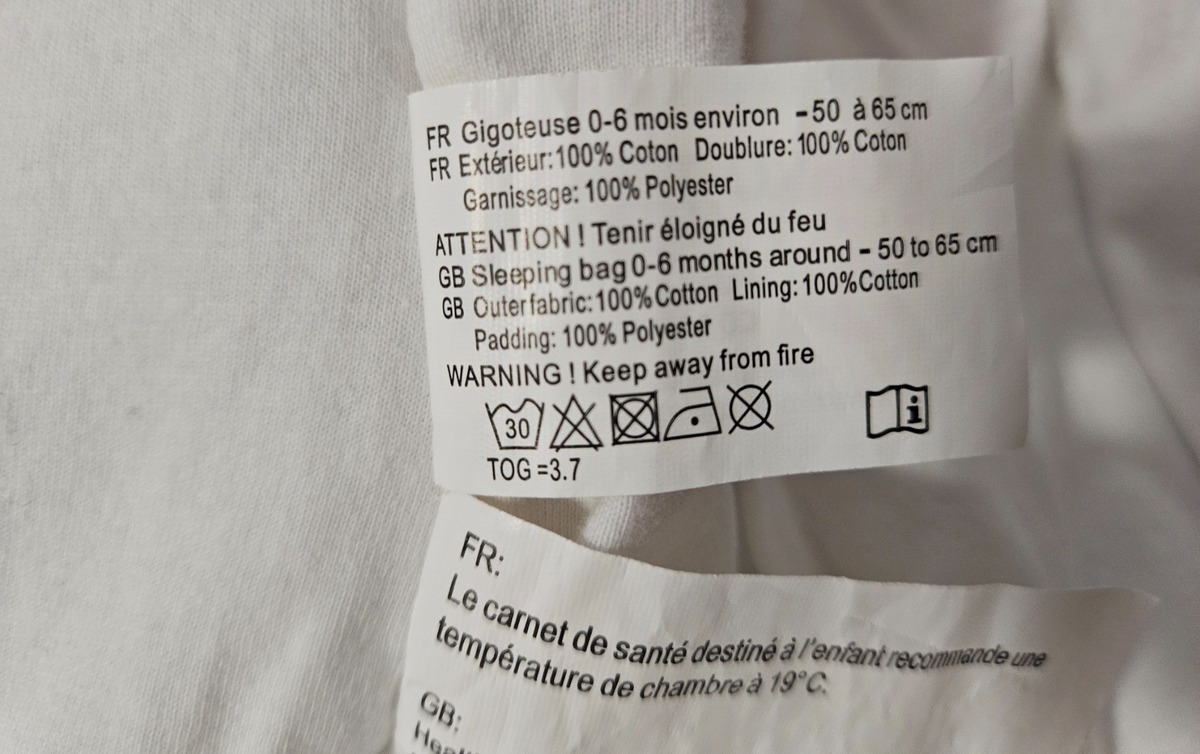 FR Gigoteuse 0-6 mois environ - 50 à 65 cm
FR Extérieur: 100% Coton Doublure: 100% Coton
Garnissage: 100% Polyester
ATTENTION ! Tenir éloigné du feu
GB Sleeping bag 0-6 months around - 50 to 65 cm
GB Outer fabric: 100% Cotton Lining: 100% Cotton
Padding: 100% Polyester
WARNING ! Keep away from fire
30
i
TOG =3.7
FR:
Le carnet de santé destiné à l'enfant recommande une
température de chambre à 19°C.
GB: